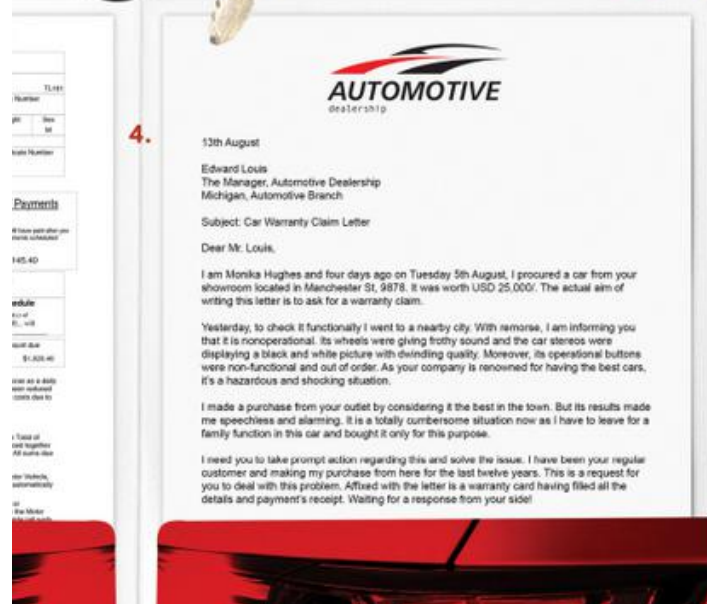 TL181
Number
Payments
145.40
edule
ount due
$1,820.40
AUTOMOTIVE
dealership
4.
13th August
Edward Louis
The Manager, Automotive Dealership
Michigan, Automotive Branch
Subject: Car Warranty Claim Letter
Dear Mr. Louis,
I am Monika Hughes and four days ago on Tuesday 5th August, I procured a car from your
showroom located in Manchester St, 9878. It was worth USD 25,000/. The actual aim of
writing this letter is to ask for a warranty claim.
Yesterday, to check it functionally I went to a nearby city. With remorse, I am informing you
that it is nonoperational. Its wheels were giving frothy sound and the car stereos were
displaying a black and white picture with dwindling quality. Moreover, its operational buttons
were non-functional and out of order. As your company is renowned for having the best cars,
it's a hazardous and shocking situation.
I made a purchase from your outlet by considering it the best in the town. But its results made
me speechless and alarming. It is a totally cumbersome situation now as I have to leave for a
family function in this car and bought it only for this purpose.
I need you to take prompt action regarding this and solve the issue. I have been your regular
customer and making my purchase from here for the last twelve years. This is a request for
you to deal with this problem. Affixed with the letter is a warranty card having filled all the
details and payment's receipt. Waiting for a response from your side!